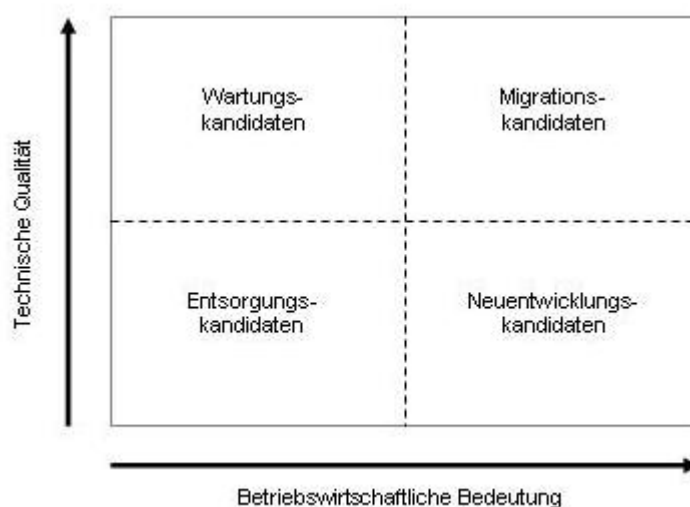 Wartungs-
kandidaten
Migrations-
kandidaten
Entsorgungs-
kandidaten
Neuentwicklungs-
kandidaten
Technische Qualität
Betriebswirtschaftliche Bedeutung